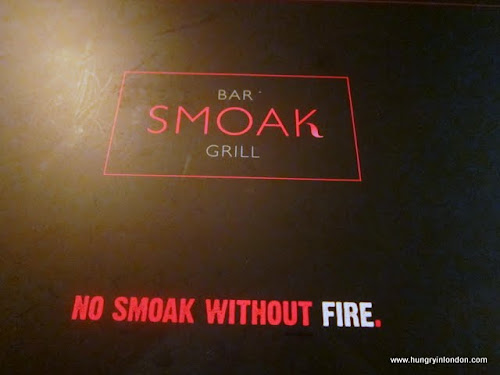 BAR
SMOAK
GRILL
NO SMOAK WITHOUT FIRE.
www.hungryinlondon.com